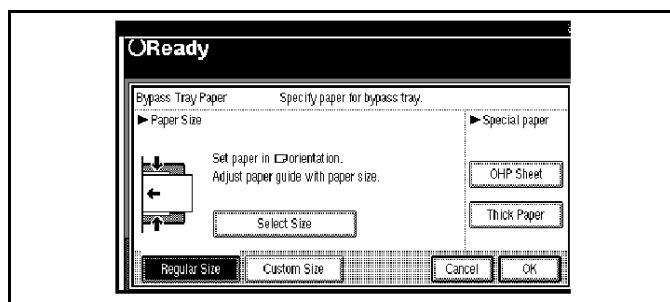 Ready
Bypass Tray Paper Specify paper for bypass tray.
► Paper Size
► Special paper
Set paper in orientation.
Adjust paper guide with paper size.
OHP Sheet
Select Size
Thick Paper
Regular Size Custom Size Cancel OK